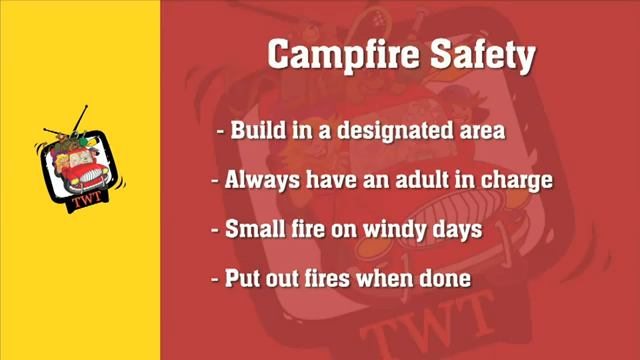 Campfire Safety
- Build in a designated area
- Always have an adult in charge
- Small fire on windy days
- Put out fires when done
TWT
TWT